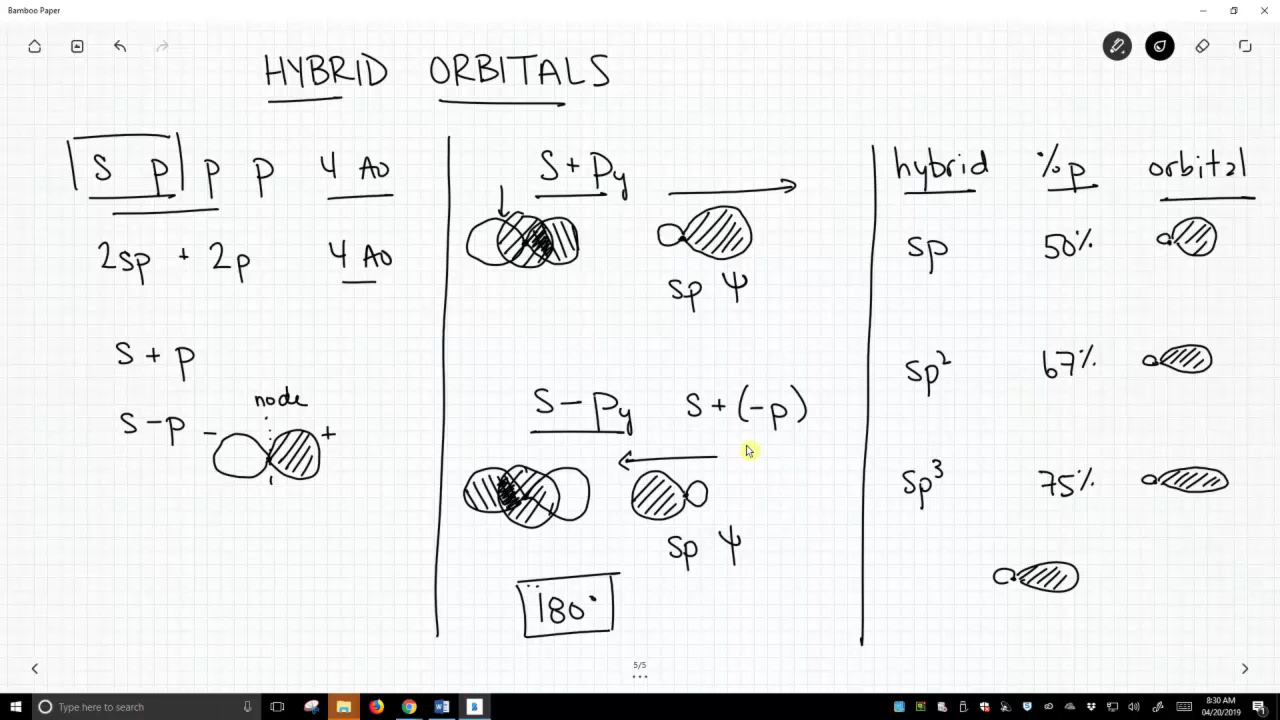 Bamboo Paper
HYBRID ORBITALS
S p p p 4 AO
2sp + 2p 4 AO
S + p
S - p
node
- +
S + Py
sp ψ
S - Py S + (-p)
sp ψ
180°
hybrid %p orbital
sp 50%
sp² 67%
sp³ 75%
5/5
Type here to search
8:30 AM
04/20/2019